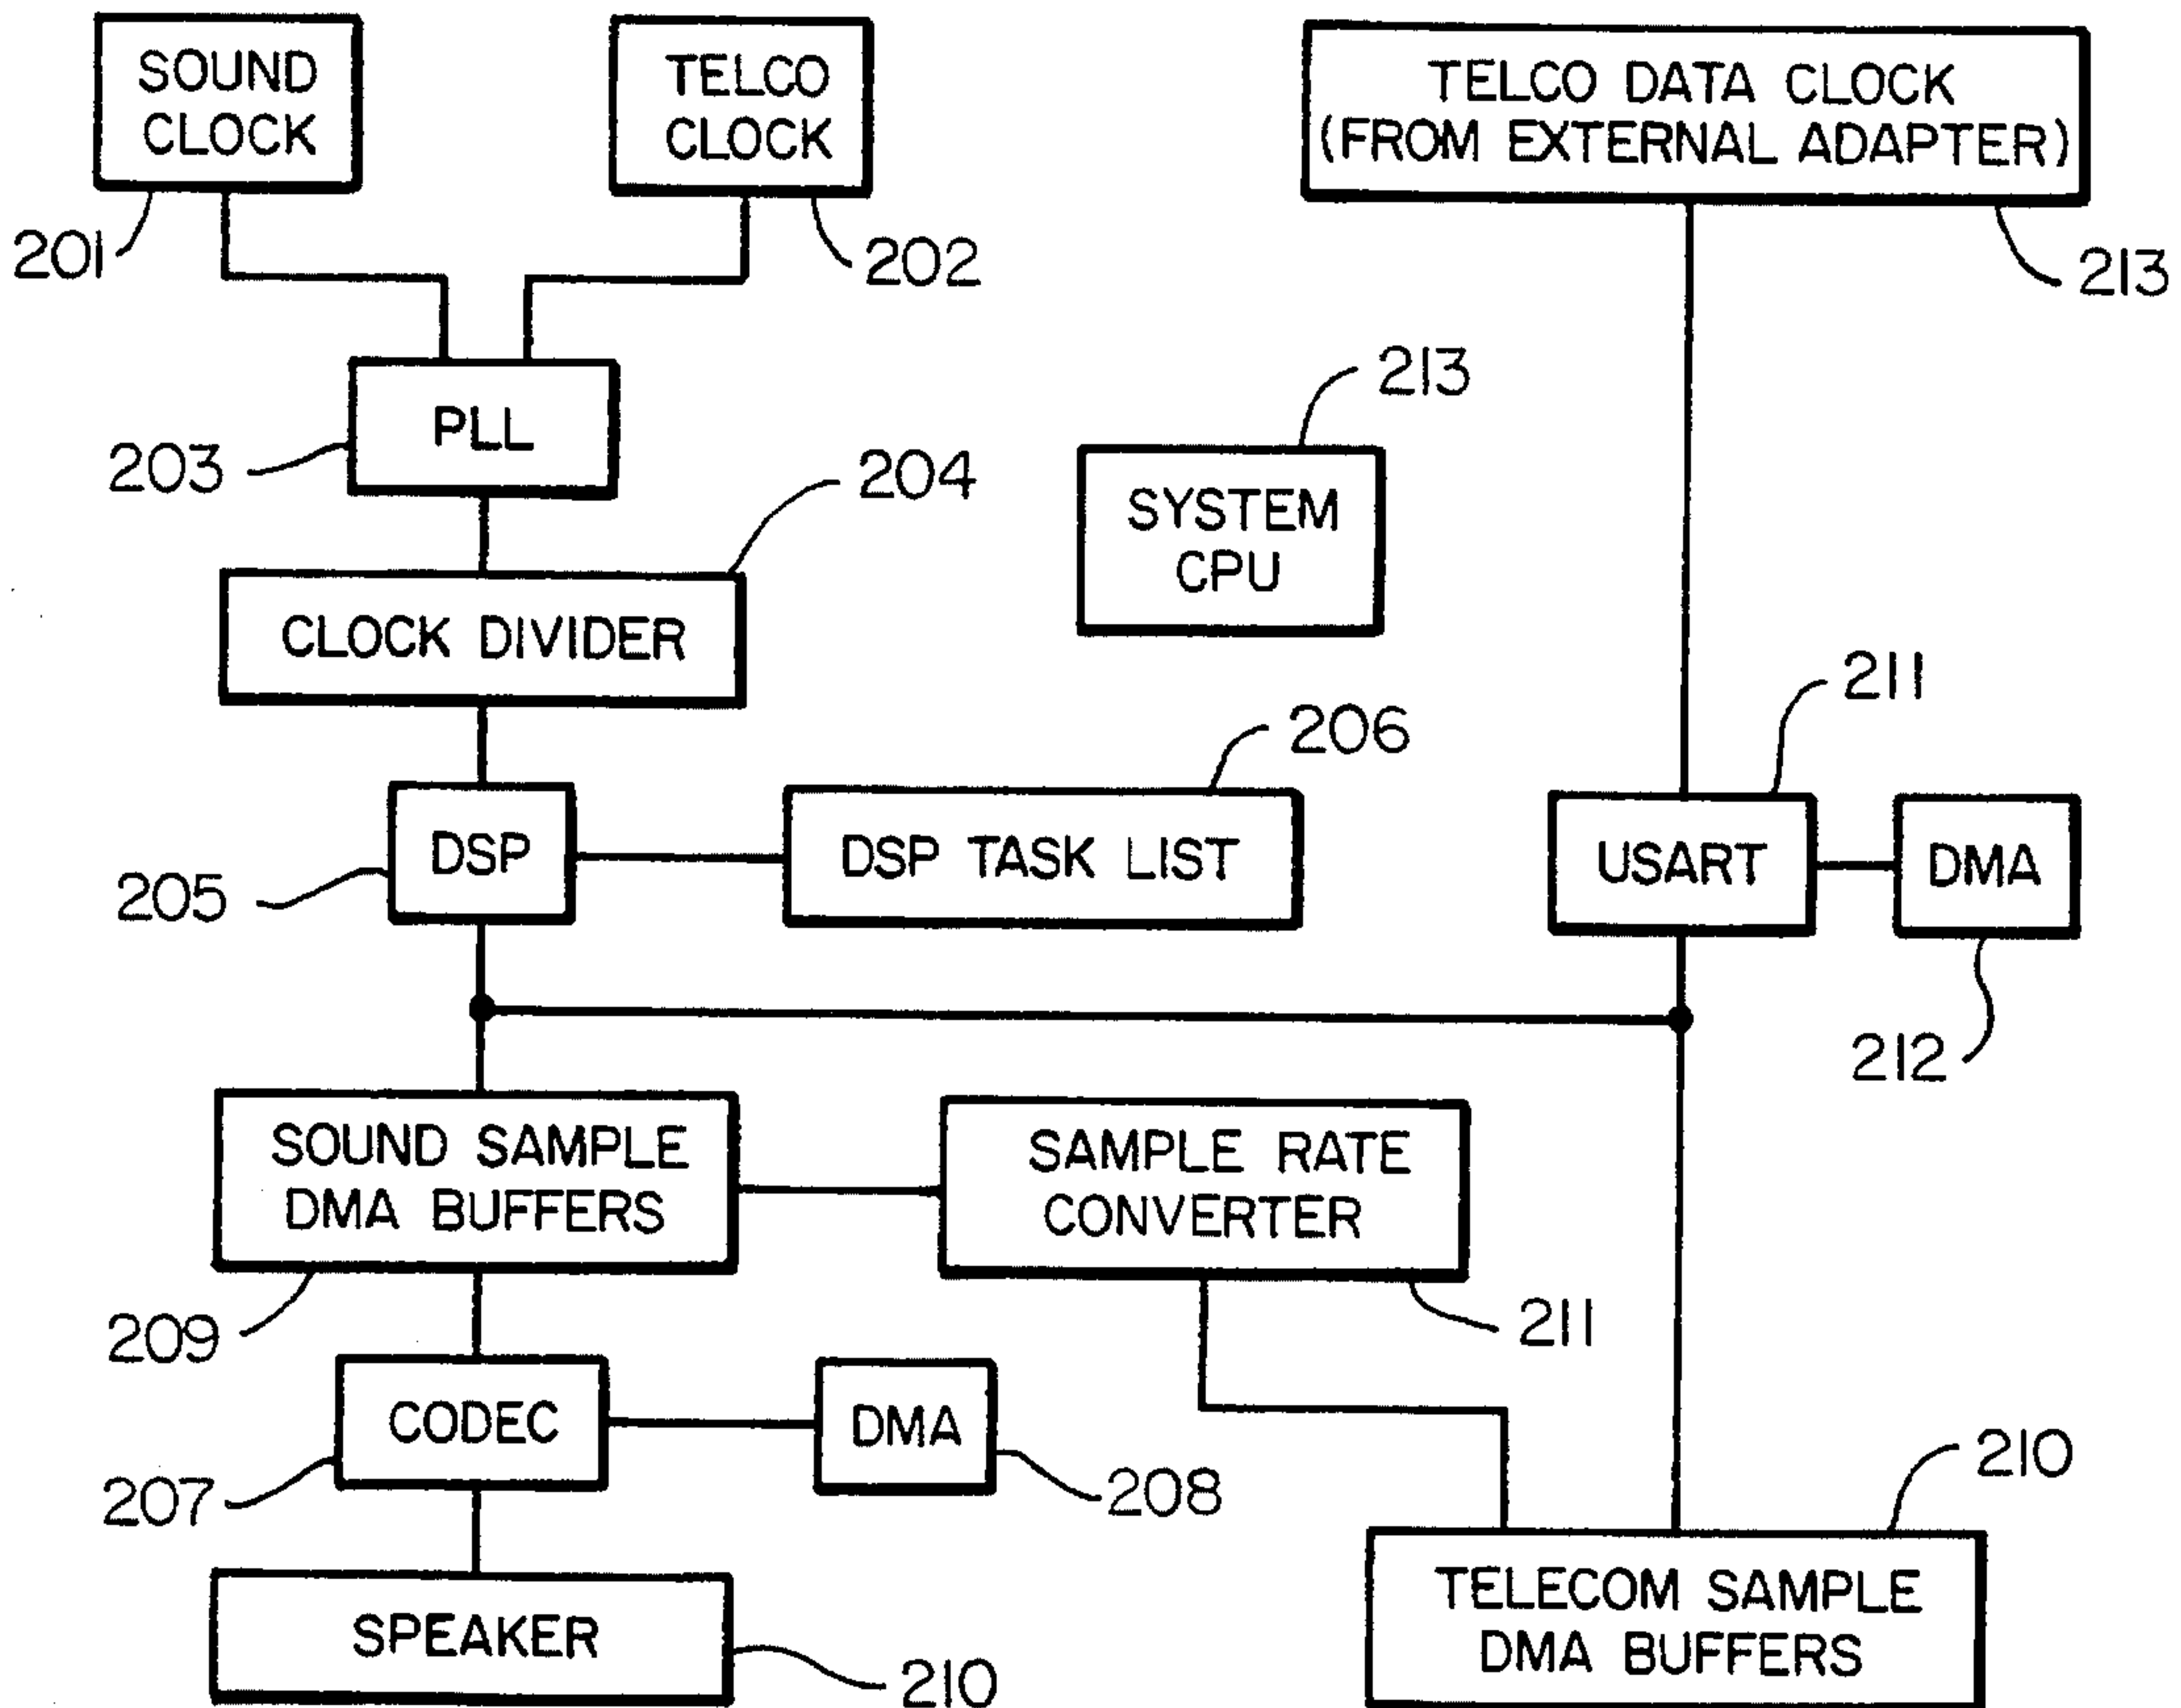 SOUND
CLOCK
201
TELCO
CLOCK
202
TELCO DATA CLOCK
(FROM EXTERNAL ADAPTER)
213
PLL
203
213
SYSTEM
CPU
204
CLOCK DIVIDER
206
211
DSP
205
DSP TASK LIST
USART
DMA
212
SOUND SAMPLE
DMA BUFFERS
209
SAMPLE RATE
CONVERTER
211
CODEC
207
DMA
208
210
SPEAKER
210
TELECOM SAMPLE
DMA BUFFERS